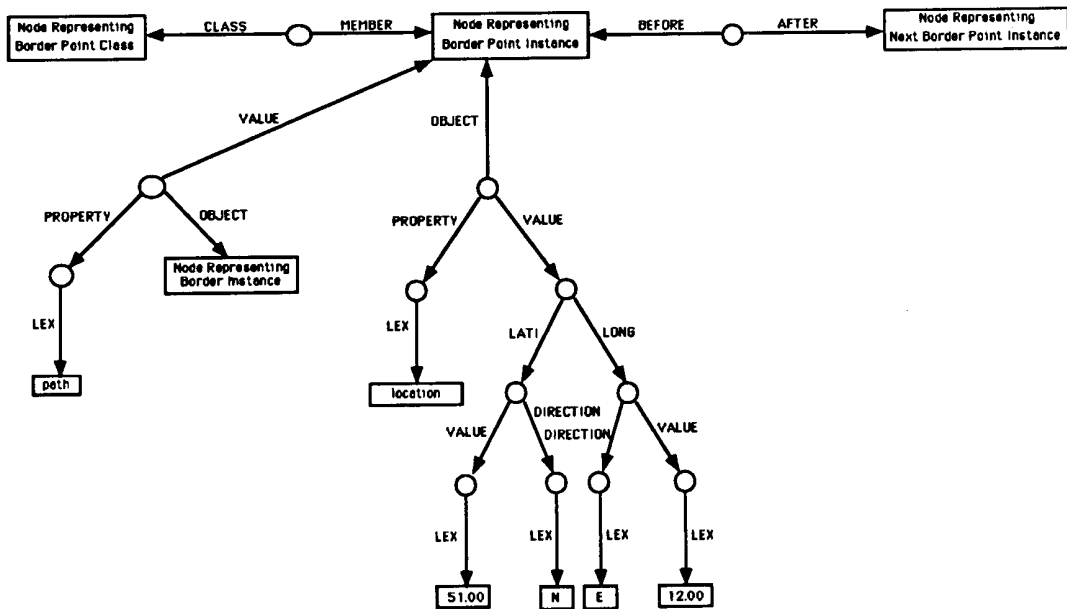 Node Representing
Border Point Class
CLASS
MEMBER
Node Representing
Border Point Instance
BEFORE
AFTER
Node Representing
Next Border Point Instance
VALUE
OBJECT
PROPERTY
OBJECT
PROPERTY
VALUE
Node Representing
Border Instance
LEX
LEX
LATI
LONG
path
location
VALUE
DIRECTION
DIRECTION
VALUE
LEX
LEX
LEX
LEX
51.00
N
E
12.00